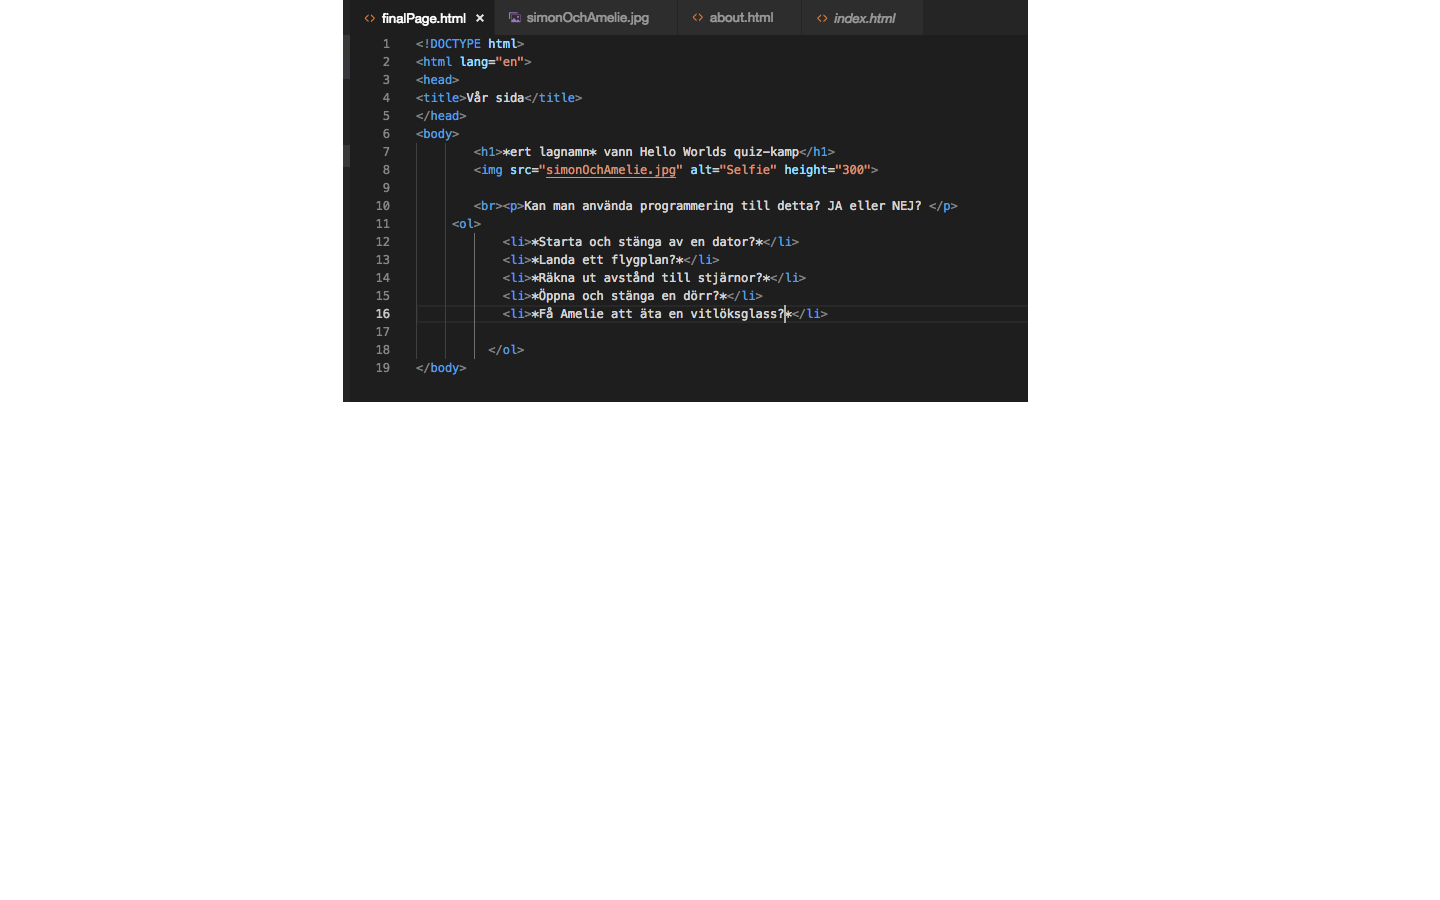 finalPage.html × simonOchAmelie.jpg about.html index.html
1 <!DOCTYPE html>
2 <html lang="en">
3 <head>
4 <title>Vår sida</title>
5 </head>
6 <body>
7 <h1>*ert lagnamn* vann Hello Worlds quiz-kamp</h1>
8 <img src="simonOchAmelie.jpg" alt="Selfie" height="300">
9
10 <br><p>Kan man använda programmering till detta? JA eller NEJ? </p>
11 <ol>
12 <li>*Starta och stänga av en dator?*</li>
13 <li>*Landa ett flygplan?*</li>
14 <li>*Räkna ut avstånd till stjärnor?*</li>
15 <li>*Öppna och stänga en dörr?*</li>
16 <li>*Få Amelie att äta en vitlöksglass?*</li>
17
18 </ol>
19 </body>